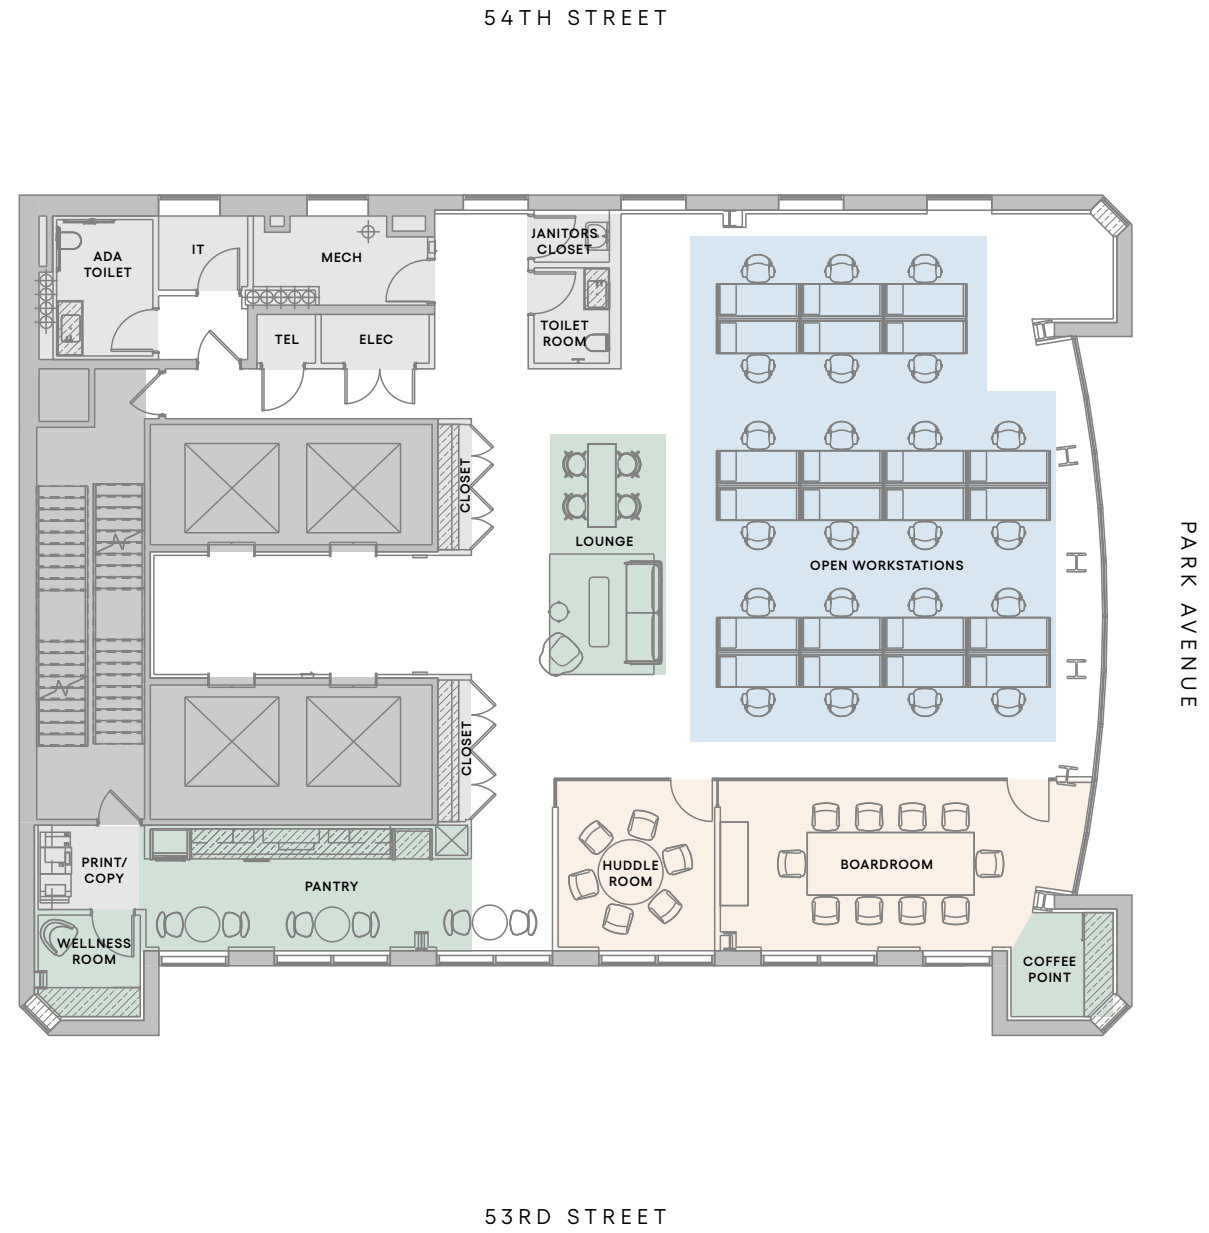 54TH STREET
ADA
TOILET
IT
MECH
JANITORS
CLOSET
TEL
ELEC
TOILET
ROOM
CLOSET
LOUNGE
OPEN WORKSTATIONS
PARK AVENUE
CLOSET
PRINT/
COPY
PANTRY
HUDDLE
ROOM
BOARDROOM
WELLNESS
ROOM
COFFEE
POINT
53RD STREET